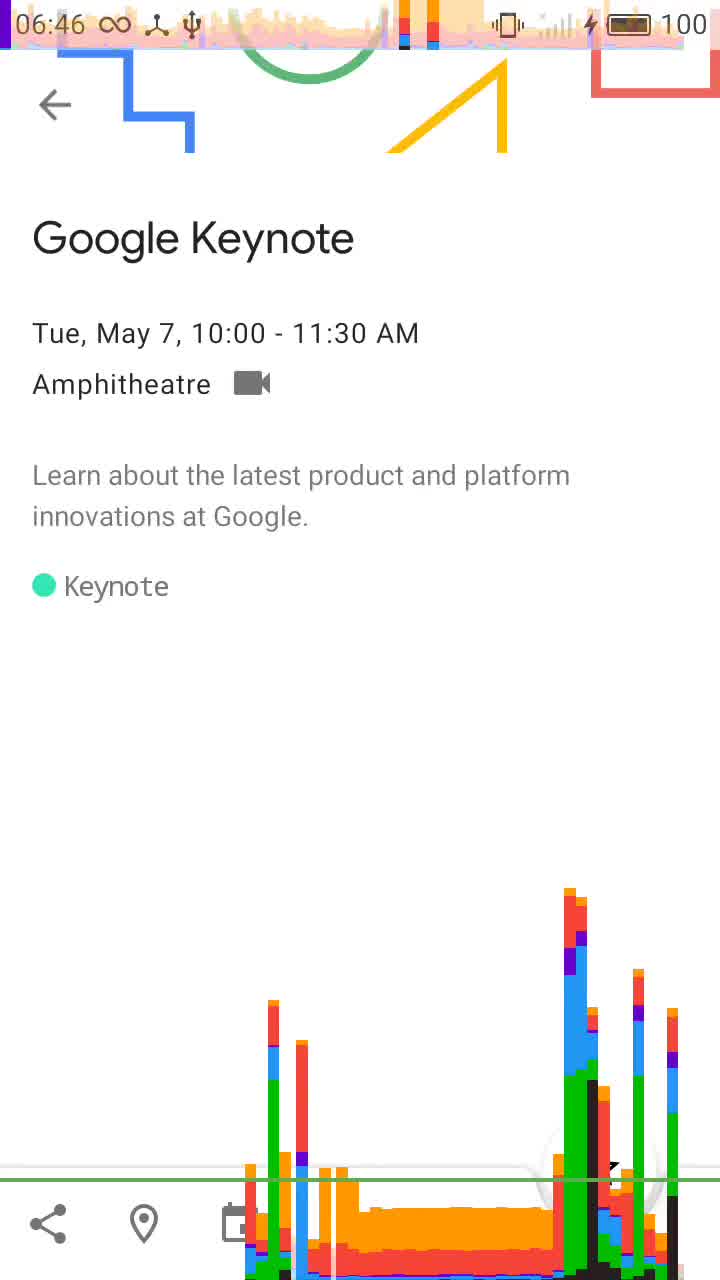 06:46 100
Google Keynote
Tue, May 7, 10:00 - 11:30 AM
Amphitheatre
Learn about the latest product and platform
innovations at Google.
Keynote